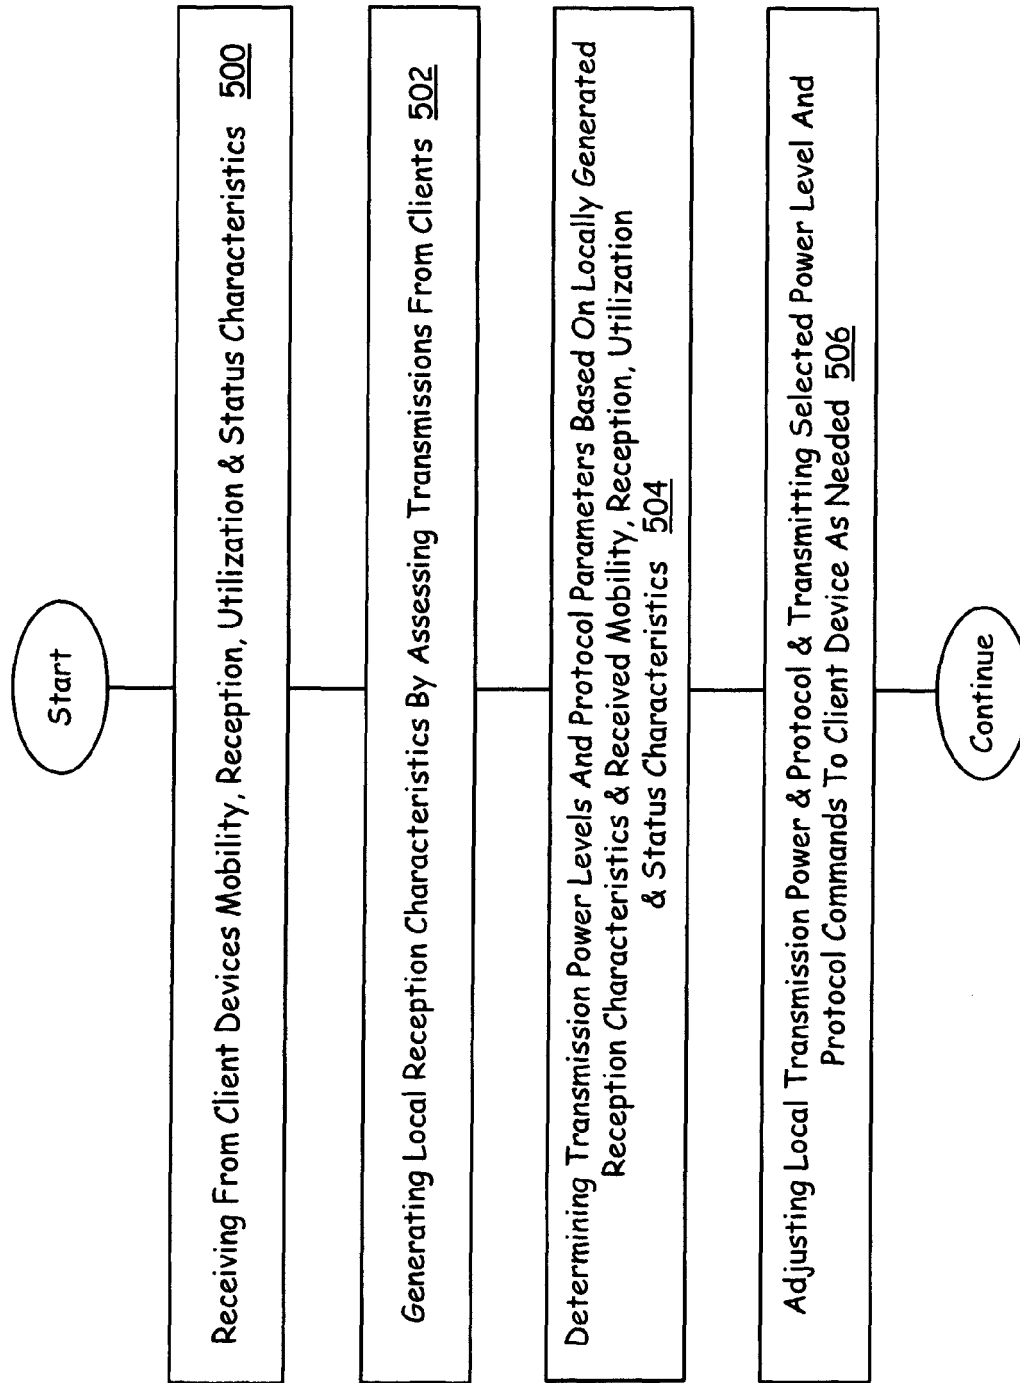 Start
Receiving From Client Devices Mobility, Reception, Utilization & Status Characteristics 500
Generating Local Reception Characteristics By Assessing Transmissions From Clients 502
Determining Transmission Power Levels And Protocol Parameters Based On Locally Generated
Reception Characteristics & Received Mobility, Reception, Utilization
& Status Characteristics 504
Adjusting Local Transmission Power & Protocol & Transmitting Selected Power Level And
Protocol Commands To Client Device As Needed 506
Continue